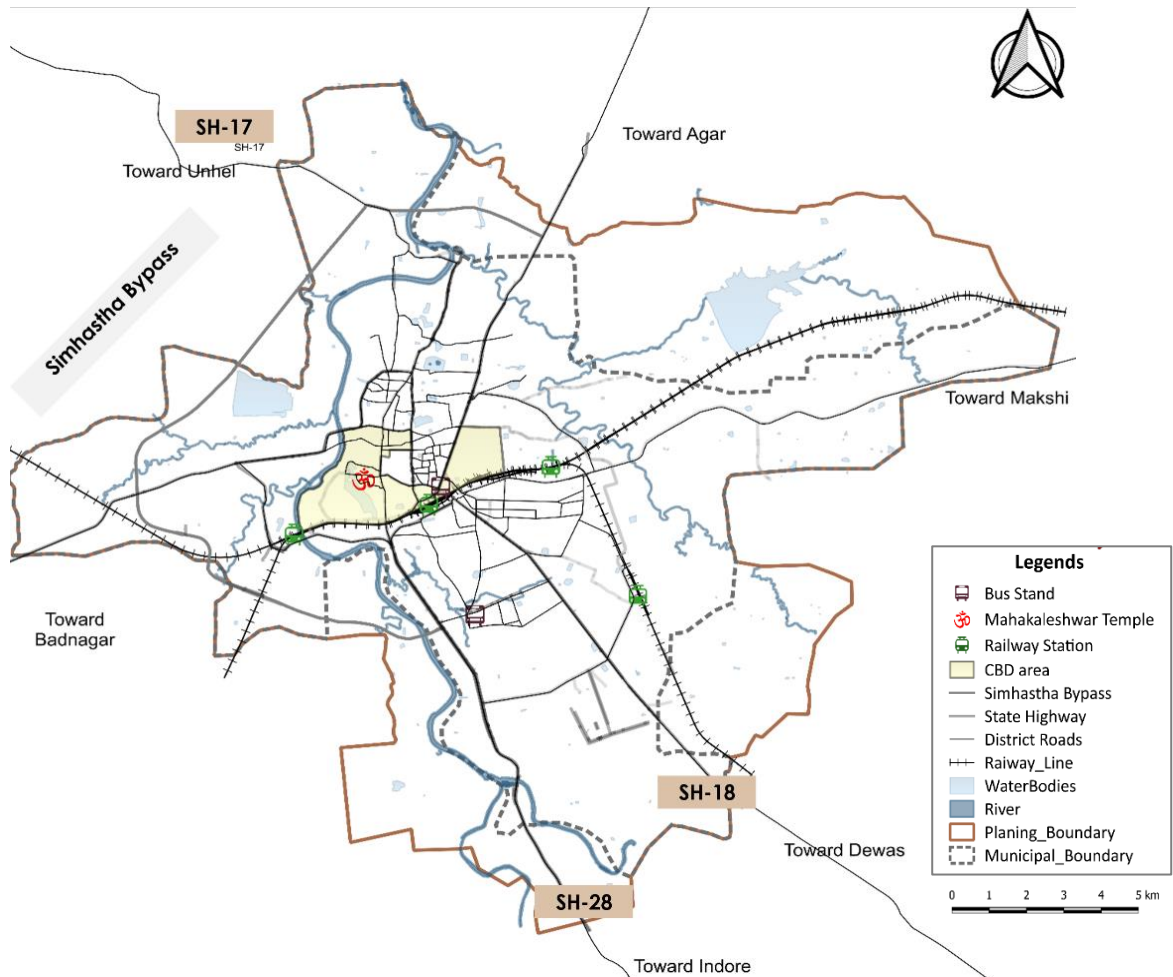 SH-17
SH-17
Toward Unhel
Toward Agar
Simhastha Bypass
Toward Makshi
Toward
Badnagar
SH-18
Toward Dewas
SH-28
Toward Indore
Legends
Bus Stand
Mahakaleshwar Temple
Railway Station
CBD area
Simhastha Bypass
State Highway
District Roads
Raiway_Line
WaterBodies
River
Planing_Boundary
Municipal_Boundary
0 1 2 3 4 5 km
ॐ